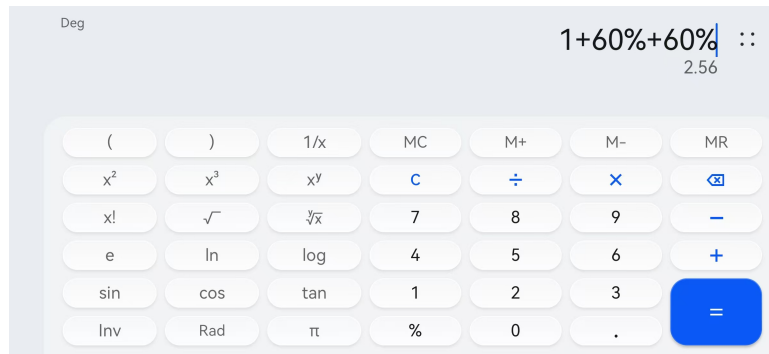 Deg
1+60%+60%
2.56
( ) 1/x MC M+ M- MR
x² x³ xʸ C ÷ ×
x! √ ʸ√x 7 8 9 −
e ln log 4 5 6 +
sin cos tan 1 2 3 =
Inv Rad π % 0 .